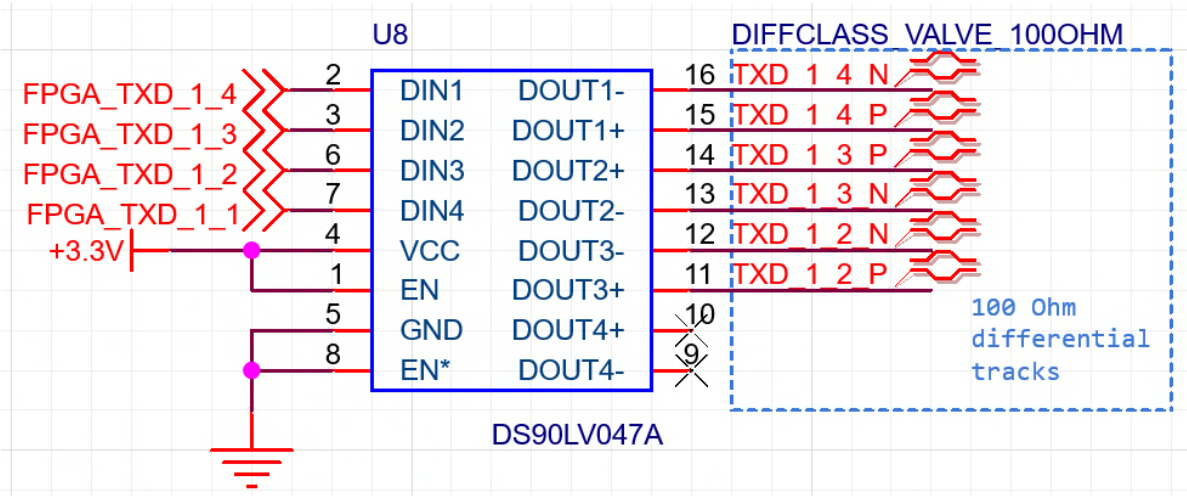 U8
DIFFCLASS_VALVE_100OHM
FPGA_TXD_1_4
2
DIN1
DOUT1-
16
TXD_1_4_N
FPGA_TXD_1_3
3
DIN2
DOUT1+
15
TXD_1_4_P
FPGA_TXD_1_2
6
DIN3
DOUT2+
14
TXD_1_3_P
FPGA_TXD_1_1
7
DIN4
DOUT2-
13
TXD_1_3_N
+3.3V
4
VCC
DOUT3-
12
TXD_1_2_N
1
EN
DOUT3+
11
TXD_1_2_P
5
GND
DOUT4+
10
8
EN*
DOUT4-
9
100 Ohm
differential
tracks
DS90LV047A